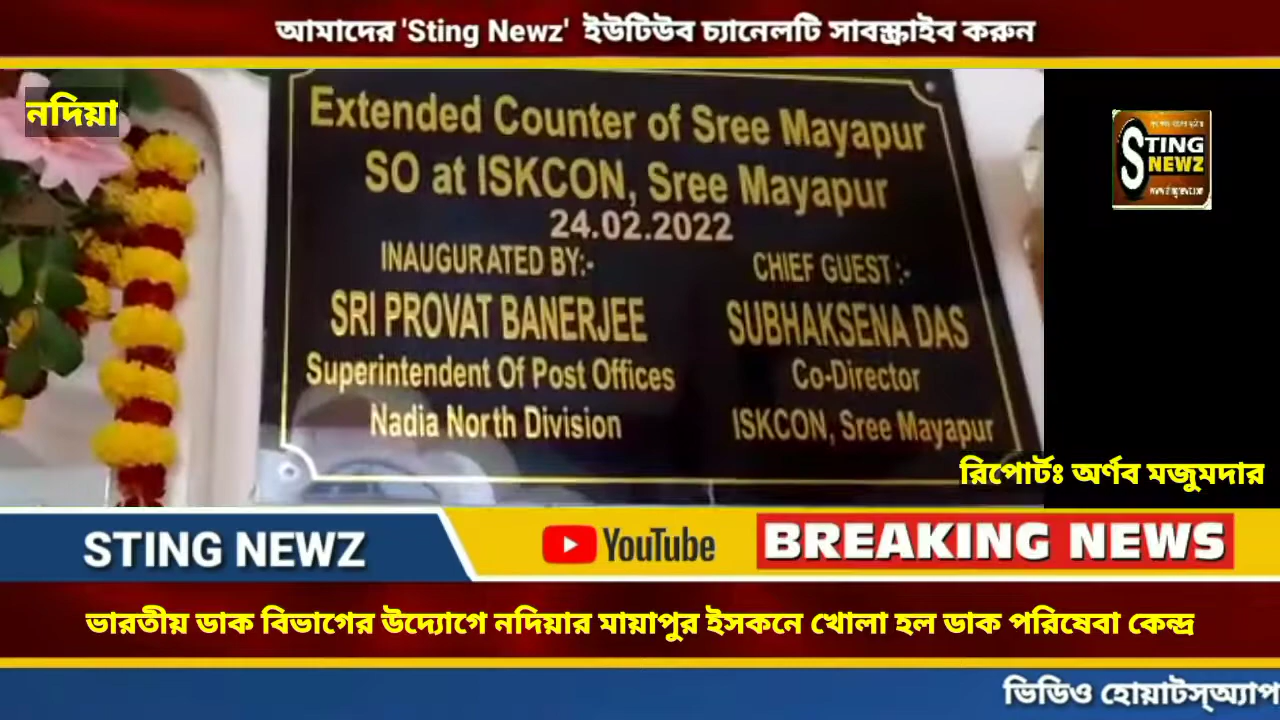 আমাদের 'Sting Newz' ইউটিউব চ্যানেলটি সাবস্ক্রাইব করুন
নদিয়া
Extended Counter of Sree Mayapur
SO at ISKCON, Sree Mayapur
24.02.2022
INAUGURATED BY:-
SRI PROVAT BANERJEE
Superintendent Of Post Offices
Nadia North Division
CHIEF GUEST :-
SUBHAKSENA DAS
Co-Director
ISKCON, Sree Mayapur
STING
NEWZ
www.stingnewz.com
রিপোর্টঃ অর্ণব মজুমদার
STING NEWZ
YouTube
BREAKING NEWS
ভারতীয় ডাক বিভাগের উদ্যোগে নদিয়ার মায়াপুর ইসকনে খোলা হল ডাক পরিষেবা কেন্দ্র
ভিডিও হোয়াটস্অ্যাপ